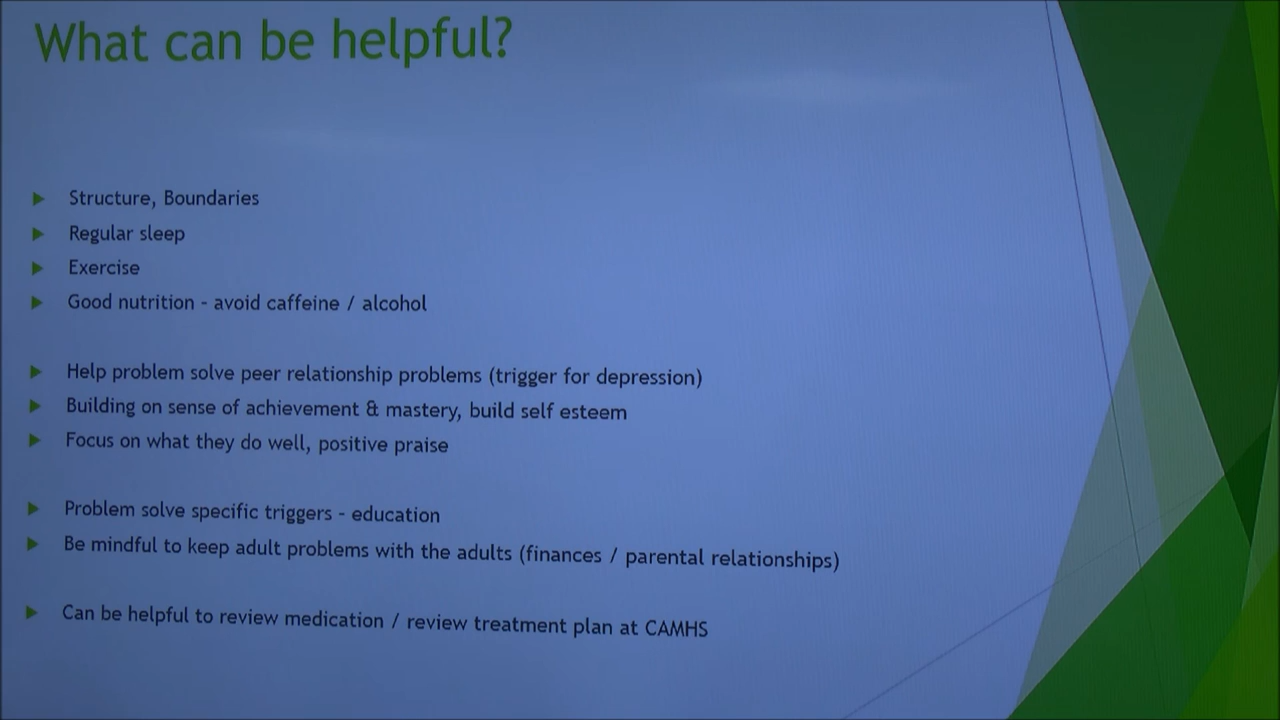 What can be helpful?
Structure, Boundaries
Regular sleep
Exercise
Good nutrition - avoid caffeine / alcohol
Help problem solve peer relationship problems (trigger for depression)
Building on sense of achievement & mastery, build self esteem
Focus on what they do well, positive praise
Problem solve specific triggers - education
Be mindful to keep adult problems with the adults (finances / parental relationships)
Can be helpful to review medication / review treatment plan at CAMHS